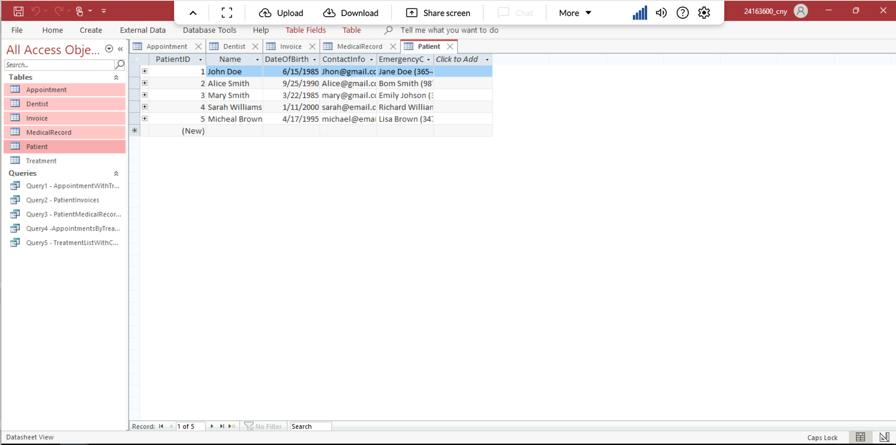 Upload
Download
Share screen
Chat
More
24163600_cny
File
Home
Create
External Data
Database Tools
Help
Table Fields
Table
Tell me what you want to do
All Access Obje...
Search...
Tables
Appointment
Dentist
Invoice
MedicalRecord
Patient
Treatment
Queries
Query1 - AppointmentWithTr...
Query2 - PatientInvoices
Query3 - PatientMedicalRecor...
Query4 -AppointmentsByTrea...
Query5 - TreatmentListWithC...
Appointment Dentist Invoice MedicalRecord Patient
PatientID Name DateOfBirth ContactInfo EmergencyC Click to Add
1 John Doe 6/15/1985 Jhon@gmail.cc Jane Doe (365-
2 Alice Smith 9/25/1990 Alice@gmail.cc Bom Smith (98
3 Mary Smith 3/22/1985 mary@gmail.cc Emily Johson (
4 Sarah Williams 1/11/2000 sarah@email.c Richard Willian
5 Micheal Brown 4/17/1995 michael@emai Lisa Brown (34
(New)
Record: 1 of 5 No Filter Search
Datasheet View
Caps Lock